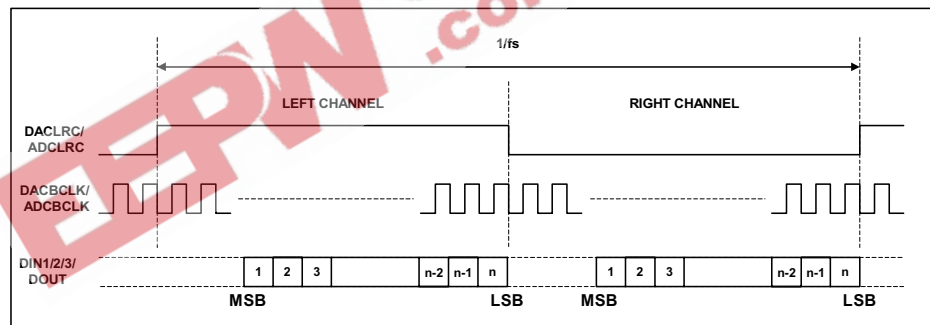 EEPW.com
1/fs
LEFT CHANNEL
RIGHT CHANNEL
DACLRC/
ADCLRC
DACBCLK/
ADCBCLK
DIN1/2/3/
DOUT
1 2 3 n-2 n-1 n 1 2 3 n-2 n-1 n
MSB LSB MSB LSB